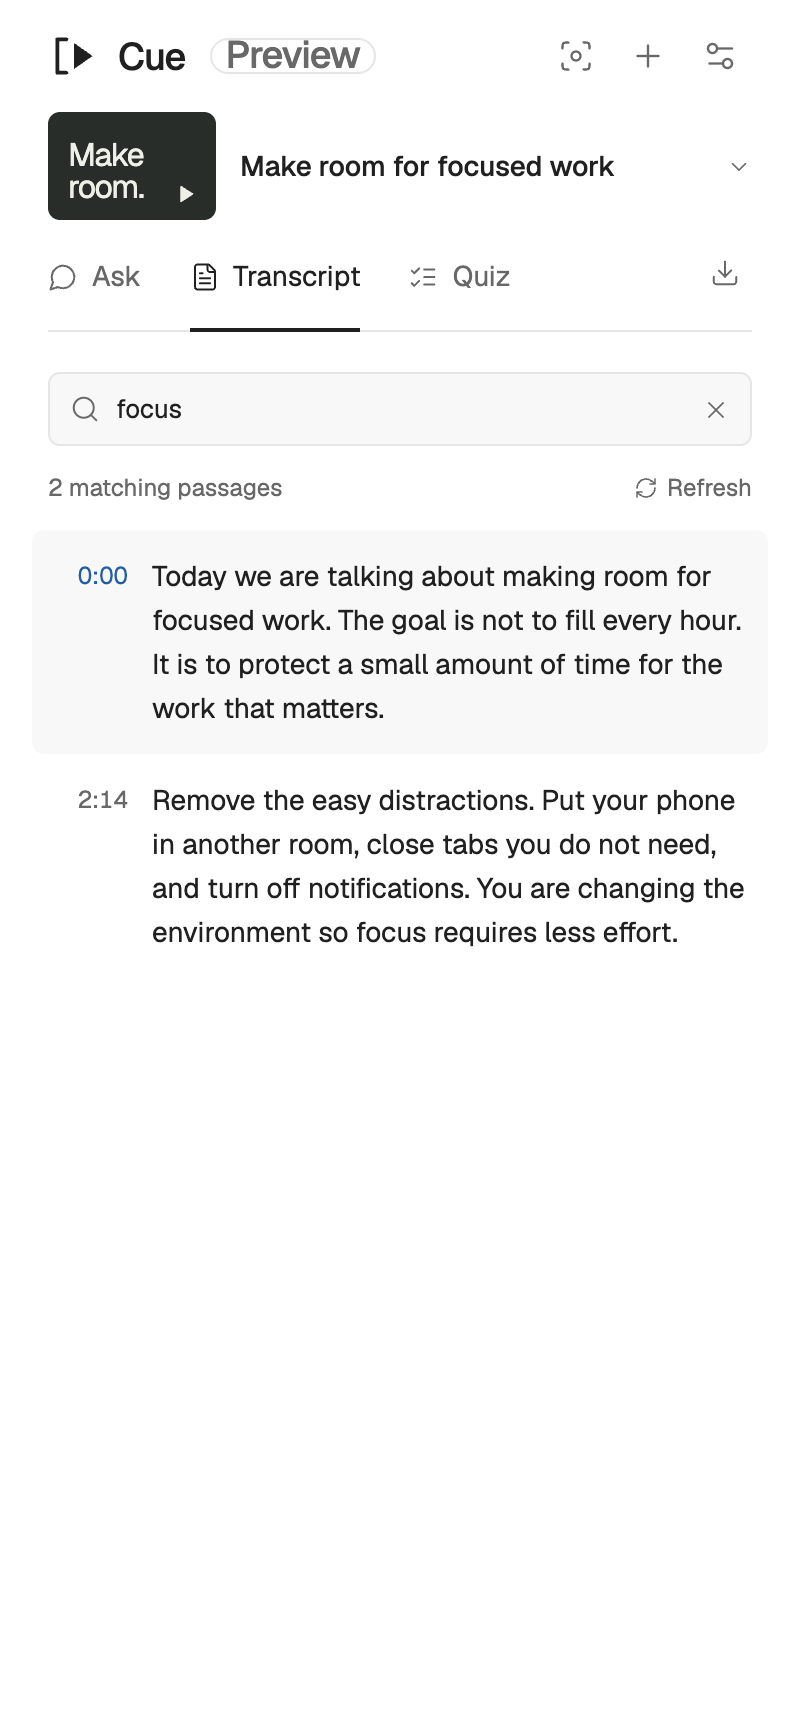 Cue Preview
Make
room.
Make room for focused work
Ask Transcript Quiz
focus
2 matching passages Refresh
0:00 Today we are talking about making room for
focused work. The goal is not to fill every hour.
It is to protect a small amount of time for the
work that matters.
2:14 Remove the easy distractions. Put your phone
in another room, close tabs you do not need,
and turn off notifications. You are changing the
environment so focus requires less effort.